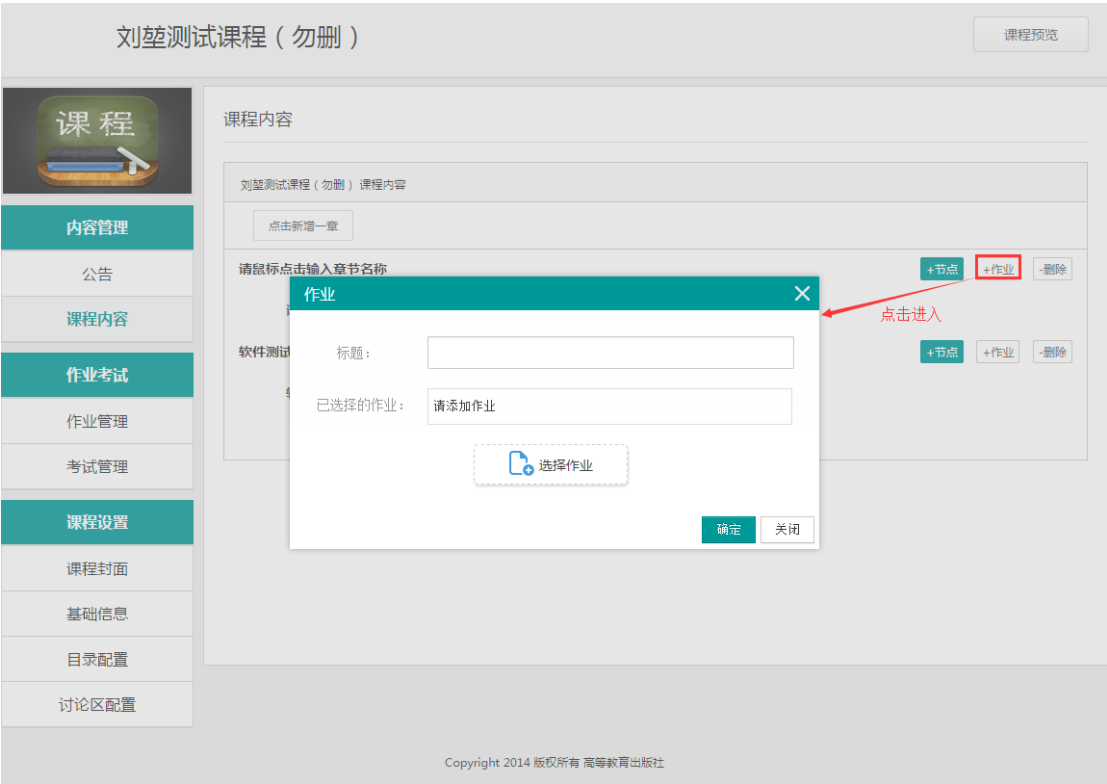 刘堃测试课程（勿删）
课程预览
课程
内容管理
公告
课程内容
作业考试
作业管理
考试管理
课程设置
课程封面
基础信息
目录配置
讨论区配置
课程内容
刘堃测试课程（勿删） 课程内容
点击新增一章
请鼠标点击输入章节名称
+节点 +作业 -删除
点击进入
软件测试
+节点 +作业 -删除
作业
标题：
已选择的作业： 请添加作业
选择作业
确定 关闭
Copyright 2014 版权所有 高等教育出版社